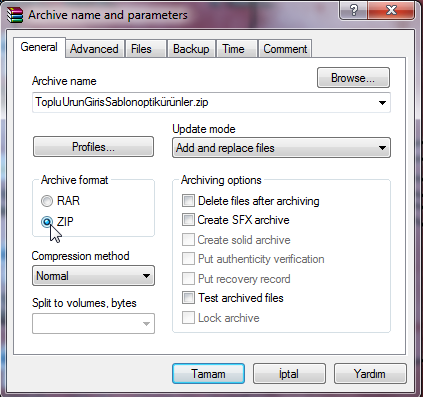 Archive name and parameters
General Advanced Files Backup Time Comment
Archive name
Browse...
TopluUrunGirisSablonoptikürünler.zip
Update mode
Profiles...
Add and replace files
Archive format
RAR
ZIP
Compression method
Normal
Split to volumes, bytes
Archiving options
Delete files after archiving
Create SFX archive
Create solid archive
Put authenticity verification
Put recovery record
Test archived files
Lock archive
Tamam İptal Yardım